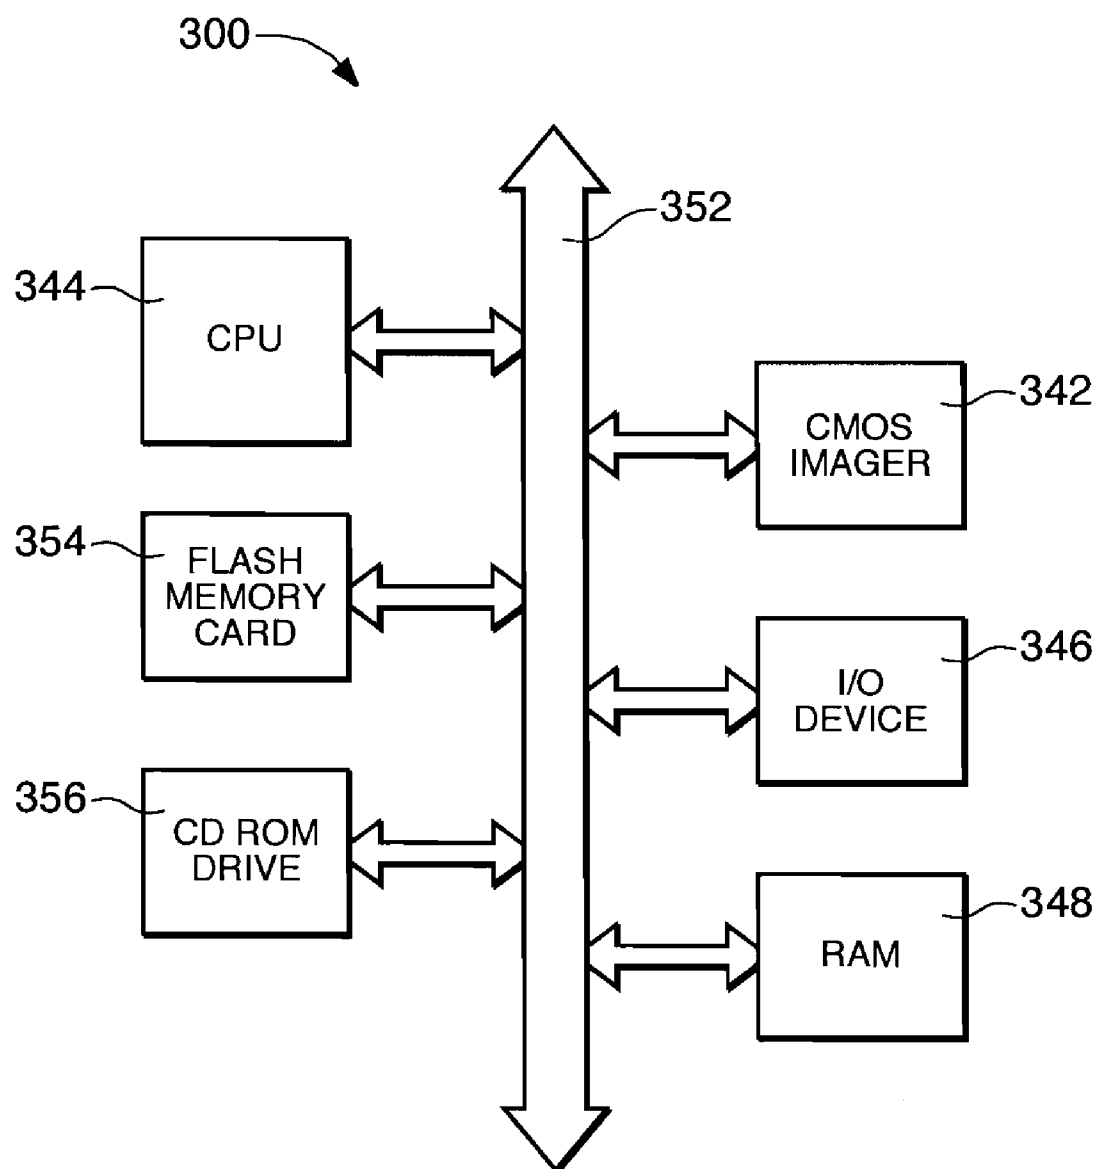 300
352
344
CPU
342
CMOS
IMAGER
354
FLASH
MEMORY
CARD
346
I/O
DEVICE
356
CD ROM
DRIVE
348
RAM